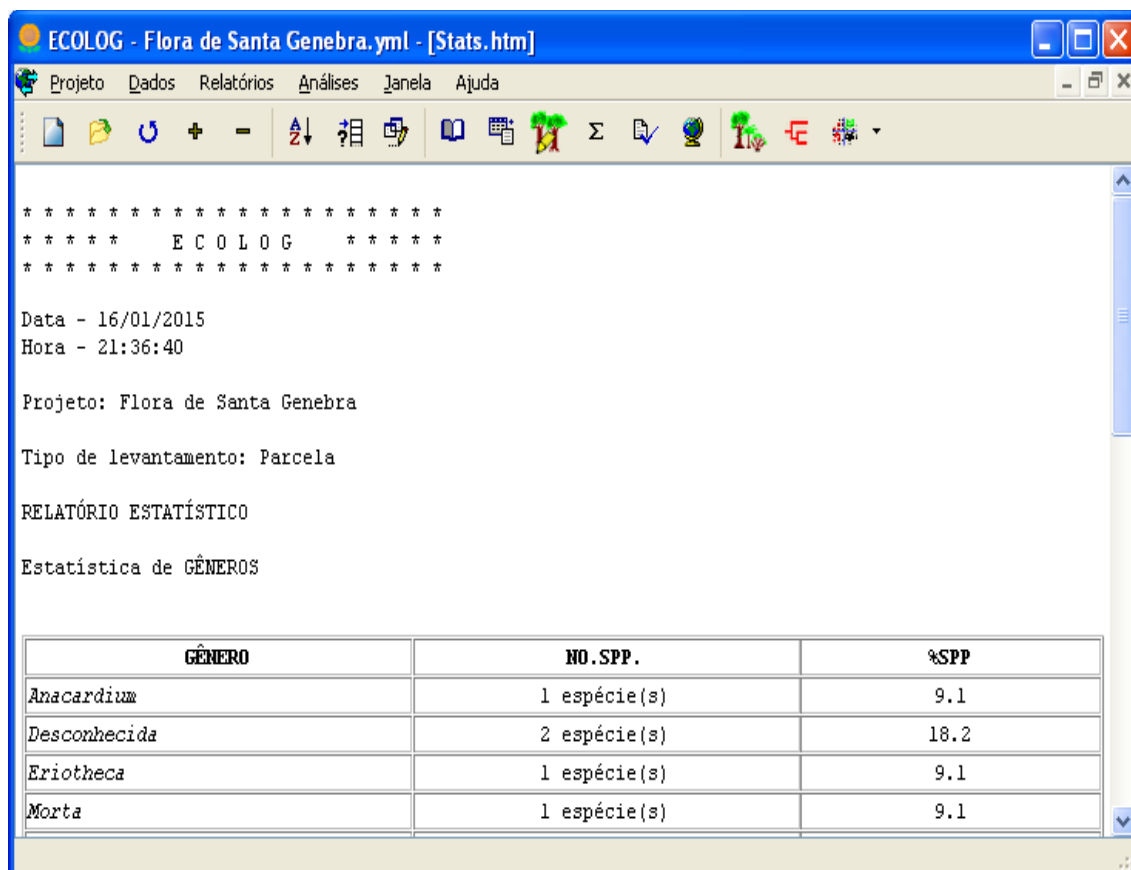 ECOLOG - Flora de Santa Genebra.yml - [Stats.htm]
Projeto Dados Relatórios Análises Janela Ajuda
* * * * * * * * * * * * * * * * * * * *
* * * * * E C O L O G * * * * *
* * * * * * * * * * * * * * * * * * * *
Data - 16/01/2015
Hora - 21:36:40
Projeto: Flora de Santa Genebra
Tipo de levantamento: Parcela
RELATÓRIO ESTATÍSTICO
Estatística de GÊNEROS
GÊNERO NO.SPP. %SPP
Anacardium 1 espécie(s) 9.1
Desconhecida 2 espécie(s) 18.2
Eriotheca 1 espécie(s) 9.1
Morta 1 espécie(s) 9.1